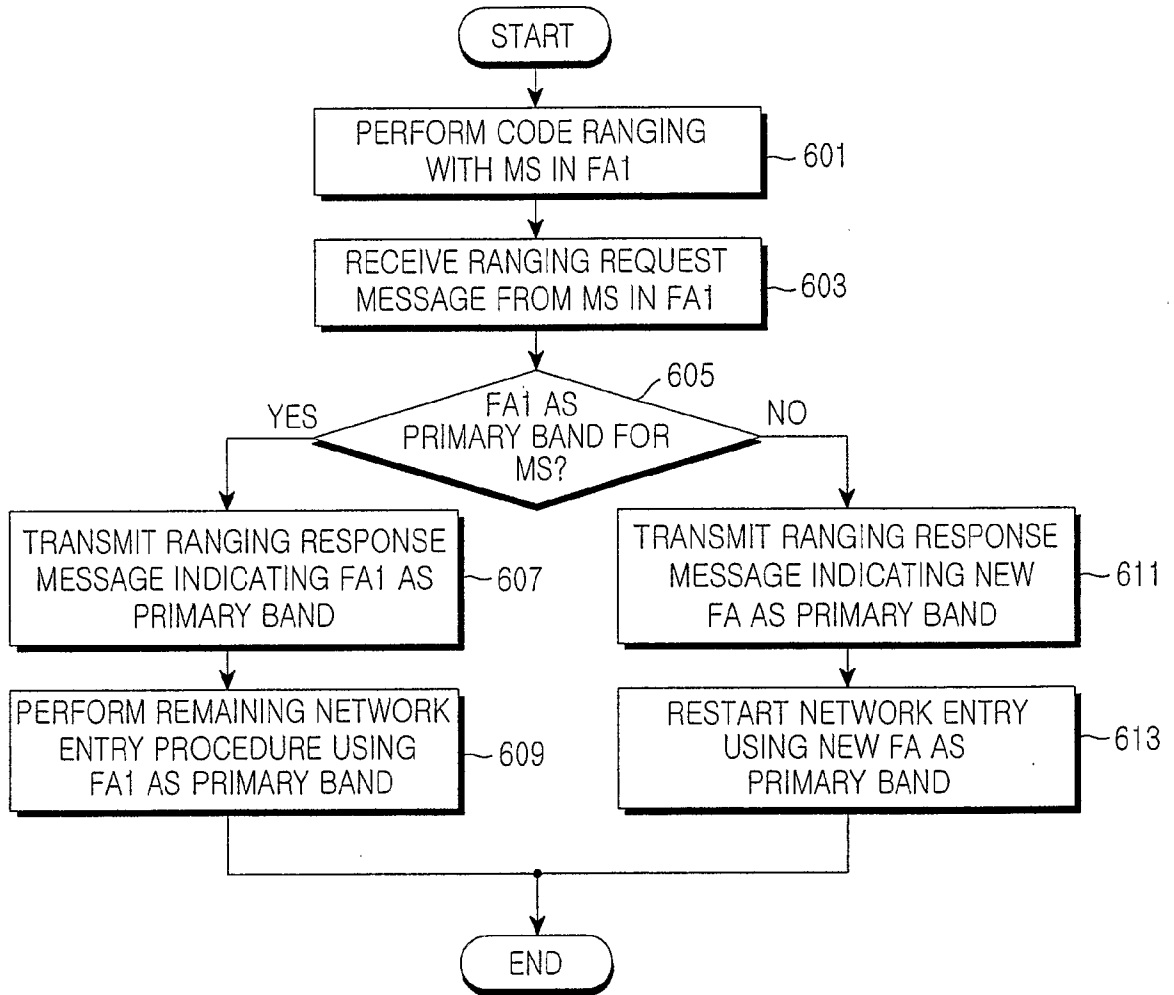 START
PERFORM CODE RANGING
WITH MS IN FA1
601
RECEIVE RANGING REQUEST
MESSAGE FROM MS IN FA1
603
605
FA1 AS
PRIMARY BAND FOR
MS?
YES
NO
TRANSMIT RANGING RESPONSE
MESSAGE INDICATING FA1 AS
PRIMARY BAND
607
TRANSMIT RANGING RESPONSE
MESSAGE INDICATING NEW
FA AS PRIMARY BAND
611
PERFORM REMAINING NETWORK
ENTRY PROCEDURE USING
FA1 AS PRIMARY BAND
609
RESTART NETWORK ENTRY
USING NEW FA AS
PRIMARY BAND
613
END